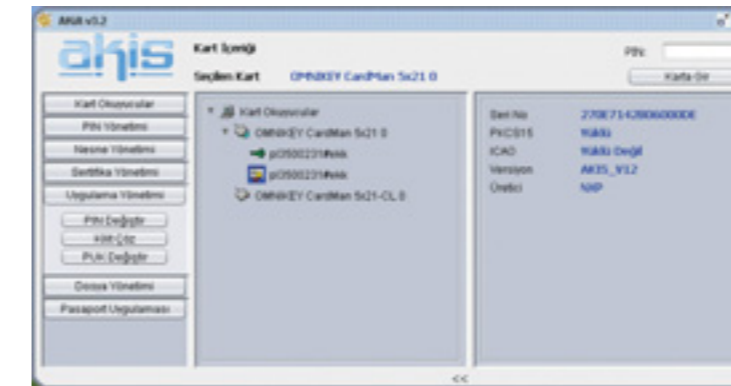 AKİA v3.2
akis
Kart İçeriği
PIN:
Seçilen Kart OMNIKEY CardMan 5x21 0
Karta Gir
Kart Okuyucular
PIN Yönetimi
Nesne Yönetimi
Sertifika Yönetimi
Uygulama Yönetimi
PIN Değiştir
Kilit Çöz
PUK Değiştir
Dosya Yönetimi
Pasaport Uygulaması
Kart Okuyucular
OMNIKEY CardMan 5x21 0
OMNIKEY CardMan 5x21-CL 0
Seri No
PKCS15 Yüklü
ICAO Yüklü Değil
Versiyon AKIS_V12
Üretici NXP
<<